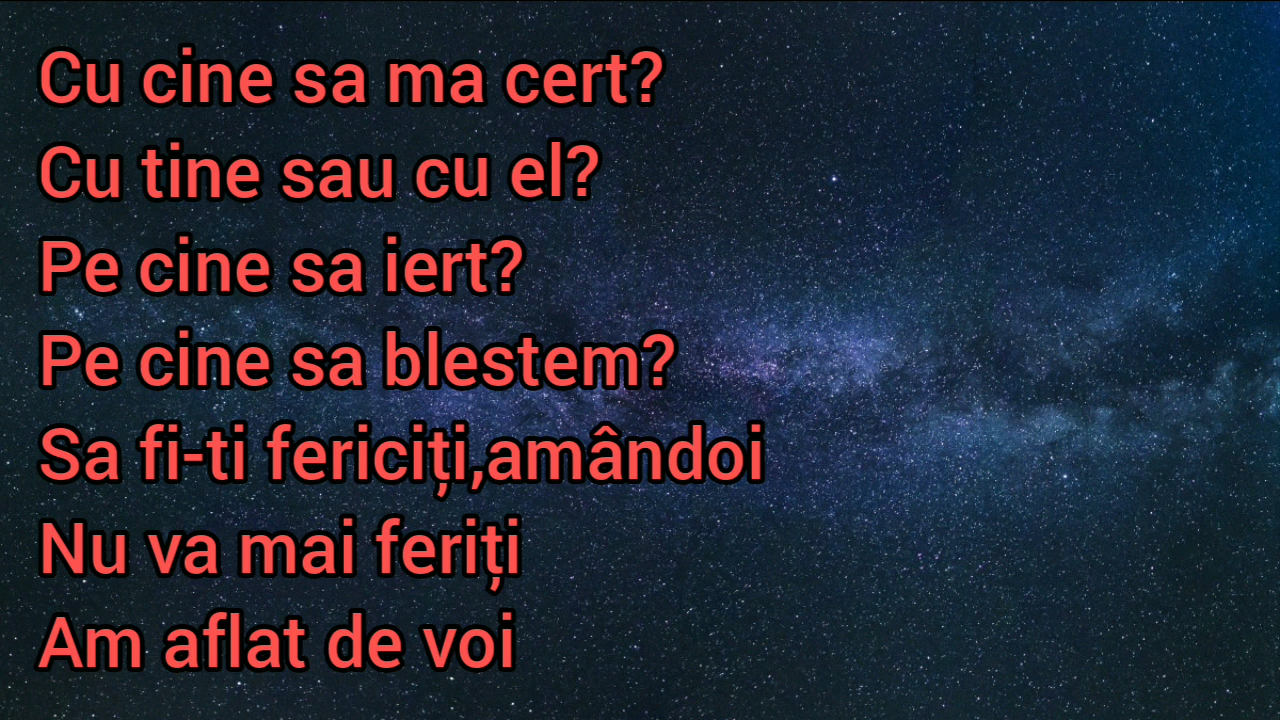 Cu cine sa ma cert?
Cu tine sau cu el?
Pe cine sa iert?
Pe cine sa blestem?
Sa fi-ti fericiți,amândoi
Nu va mai feriți
Am aflat de voi